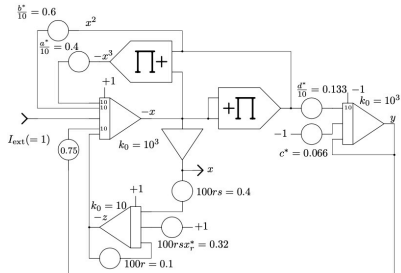 b*/10 = 0.6
x²
a*/10 = 0.4
−x³
∏+
+1
10
10
10
−x
+∏
d*/10 = 0.133
−1
10
k₀ = 10³
y
I_ext(= 1)
0.75
k₀ = 10³
−1
c* = 0.066
x
100rs = 0.4
+1
k₀ = 10
−z
+1
100rsx*_r = 0.32
100r = 0.1